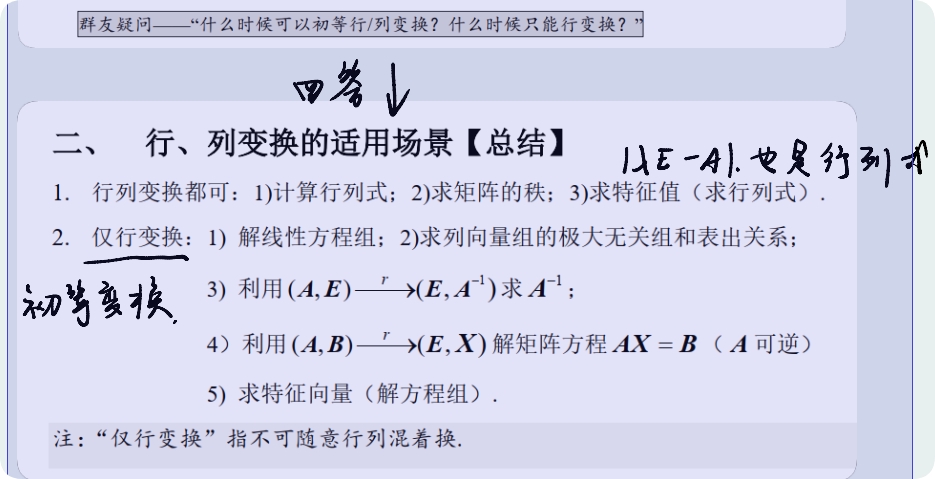 群友疑问——“什么时候可以初等行/列变换？什么时候只能行变换？”
回答↓
二、 行、列变换的适用场景【总结】
|λE-A|.也是行列式
1. 行列变换都可：1)计算行列式；2)求矩阵的秩；3)求特征值（求行列式）.
2. 仅行变换：1) 解线性方程组；2)求列向量组的极大无关组和表出关系；
初等变换.
3) 利用(A,E)—r→(E,A⁻¹)求A⁻¹；
4）利用(A,B)—r→(E,X)解矩阵方程AX=B（A可逆）
5) 求特征向量（解方程组）.
注：“仅行变换”指不可随意行列混着换.